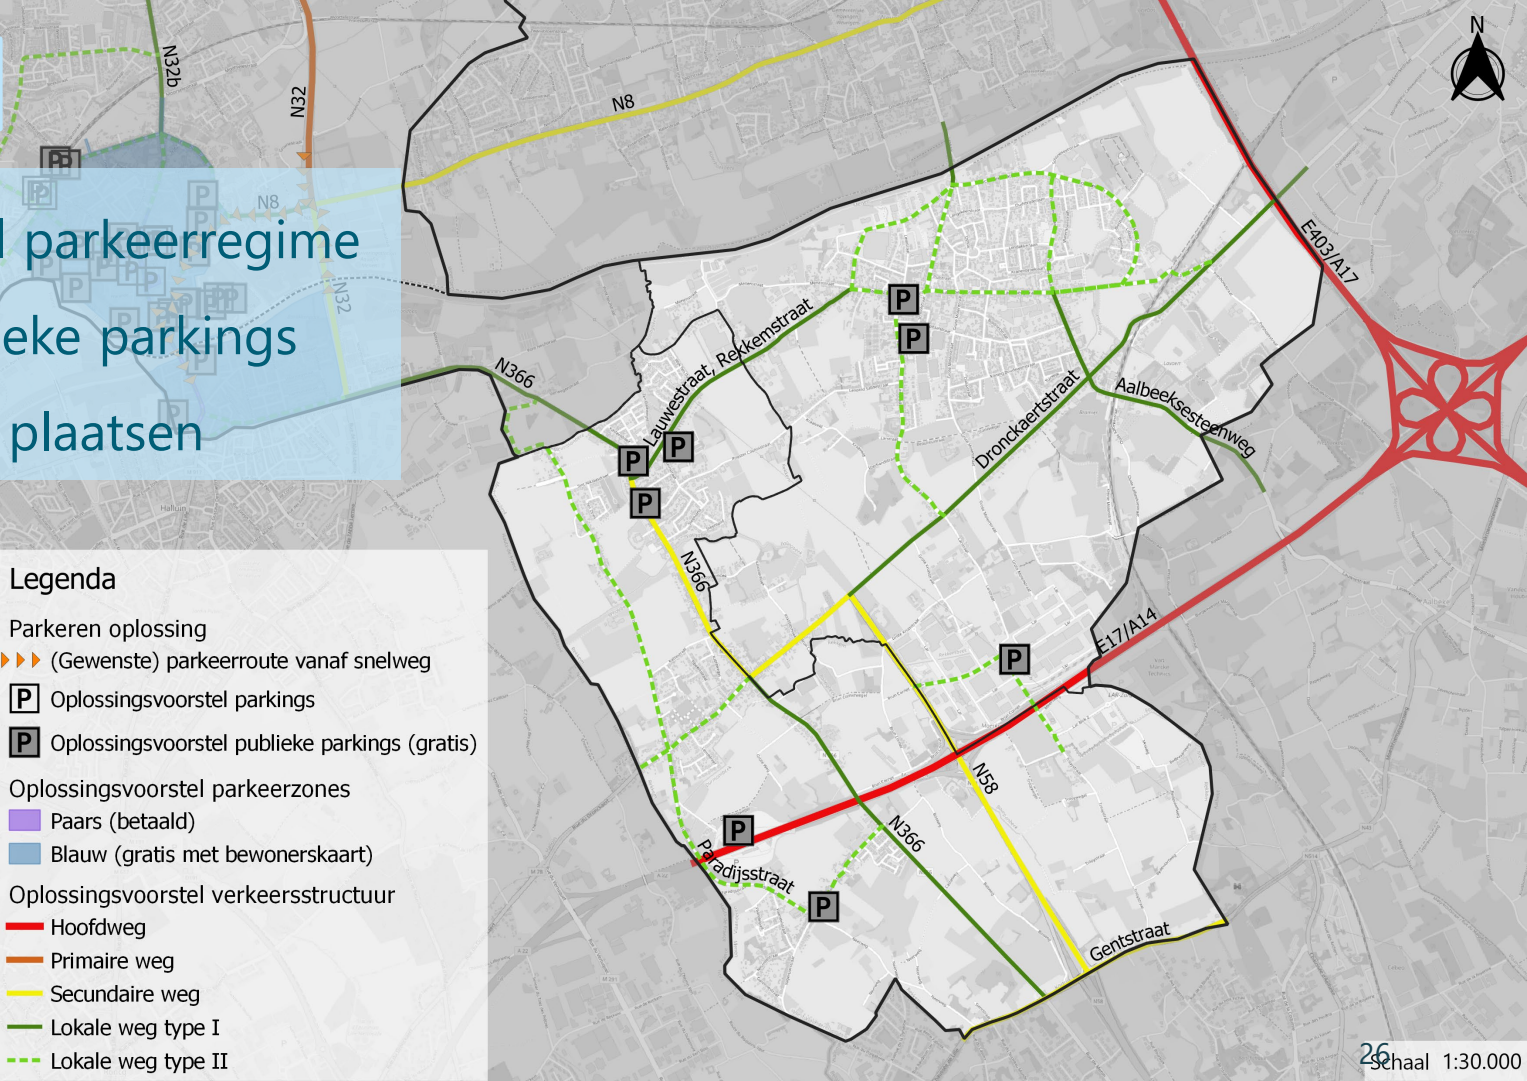 parkeerregime
eke parkings
plaatsen
N32b
N32
N8
N8
N32
N366
Lauwestraat, Rekkemstraat
N366
Dronckaertstraat
Aalbeeksesteenweg
E403/A17
E17/A14
N58
N366
Paradijsstraat
Gentstraat
N
P
P
P
P
P
P
P
P
Legenda
Parkeren oplossing
(Gewenste) parkeerroute vanaf snelweg
P Oplossingsvoorstel parkings
P Oplossingsvoorstel publieke parkings (gratis)
Oplossingsvoorstel parkeerzones
Paars (betaald)
Blauw (gratis met bewonerskaart)
Oplossingsvoorstel verkeersstructuur
Hoofdweg
Primaire weg
Secundaire weg
Lokale weg type I
Lokale weg type II
26
Schaal 1:30.000